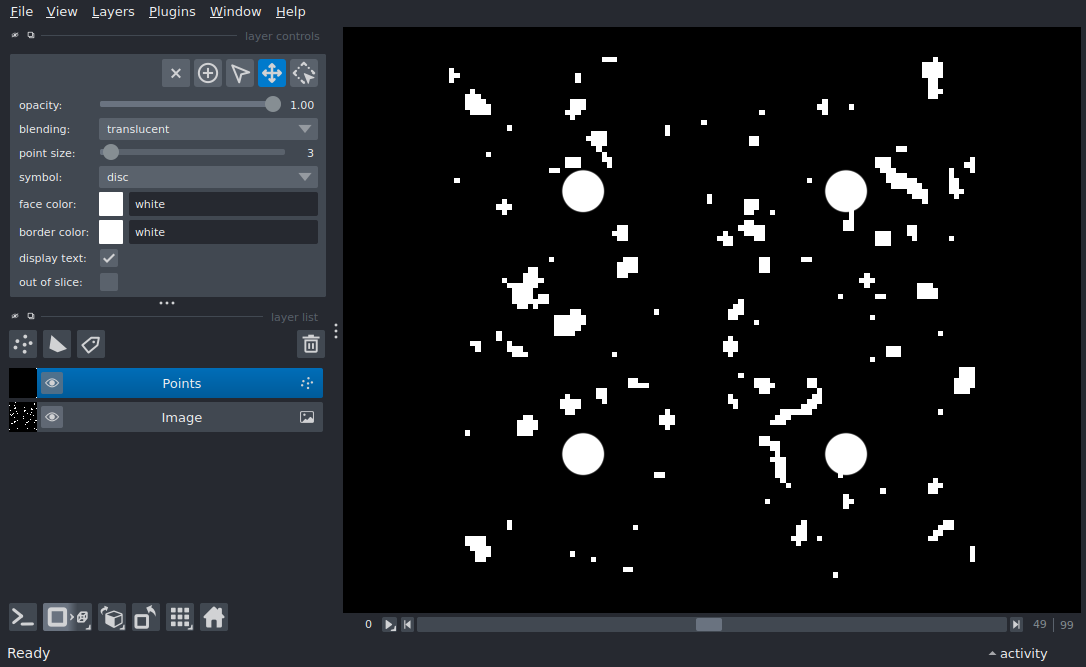 File View Layers Plugins Window Help
layer controls
opacity: 1.00
blending: translucent
point size: 3
symbol: disc
face color: white
border color: white
display text:
out of slice:
layer list
Points
Image
0 49 | 99
Ready activity